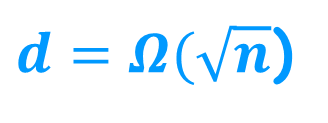 d = Ω(√n)